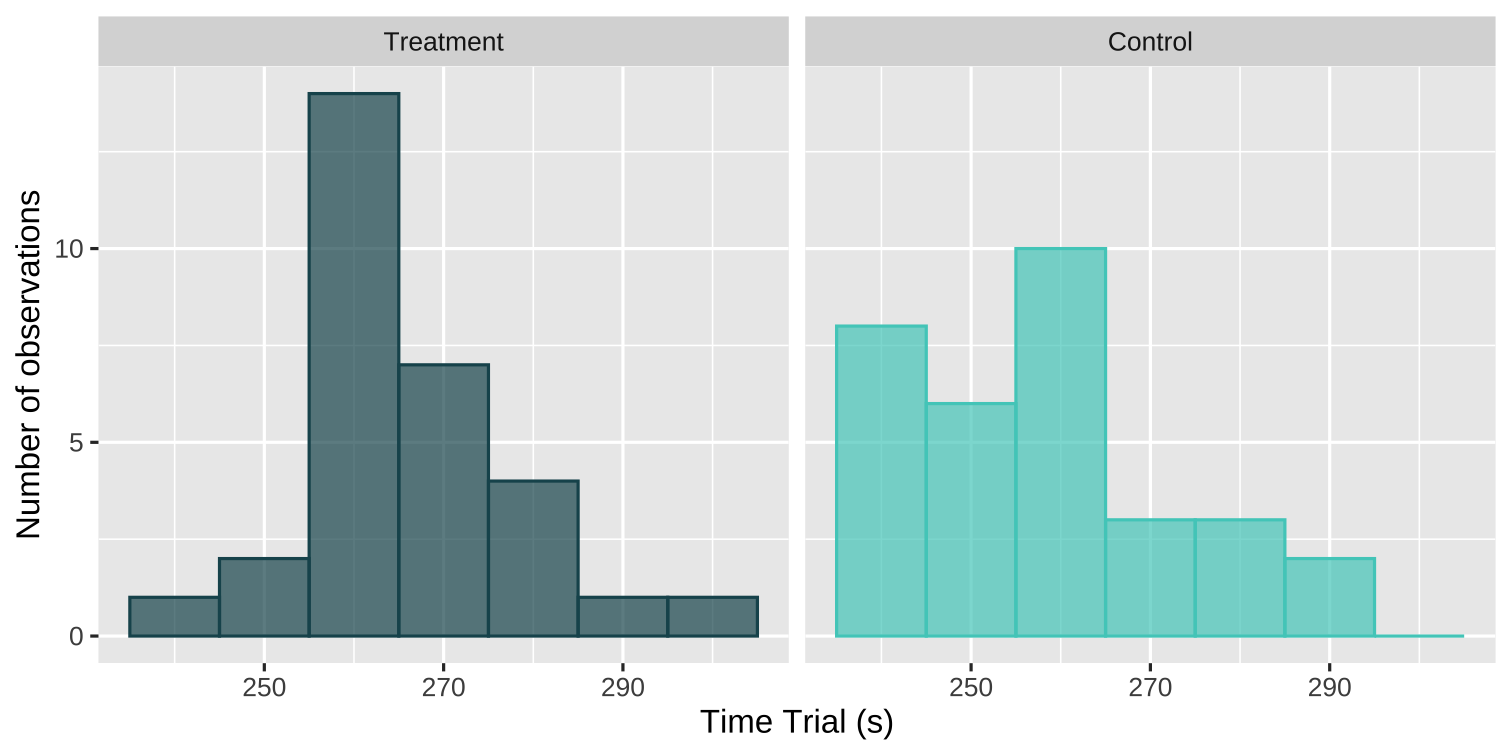 Treatment
Control
Number of observations
10
5
0
250 270 290
250 270 290
Time Trial (s)